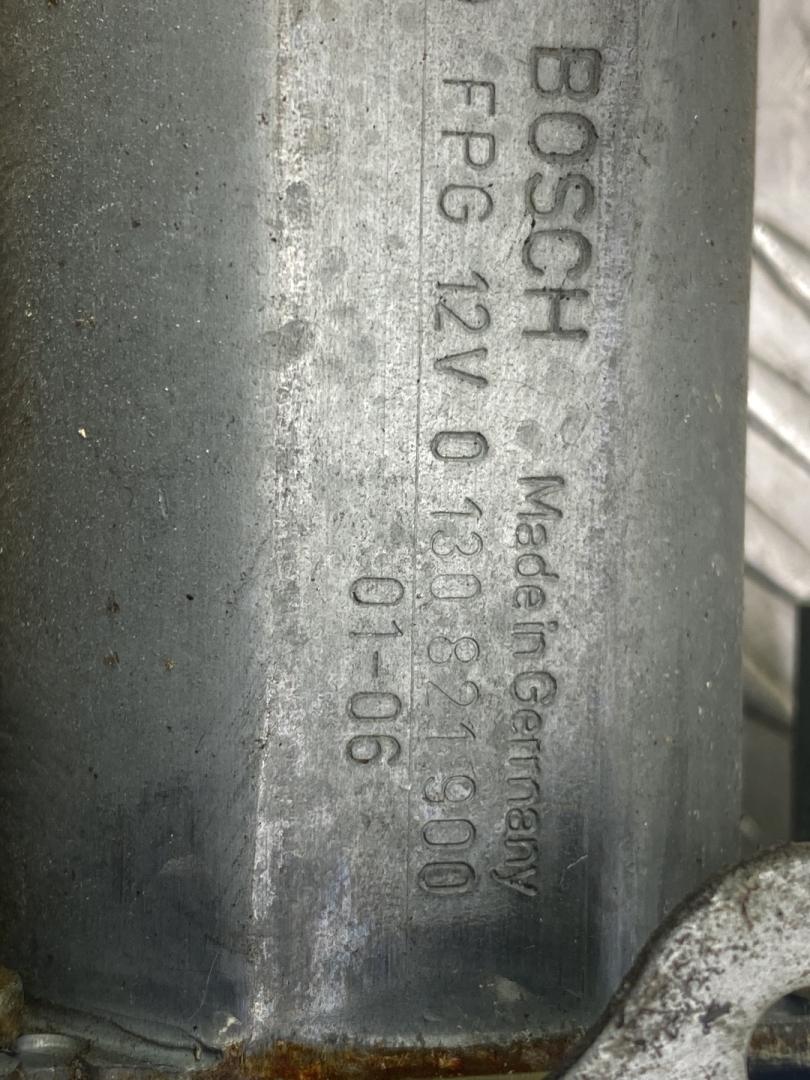 BOSCH Made in Germany
FPG 12V 0 130 821 900
01-06